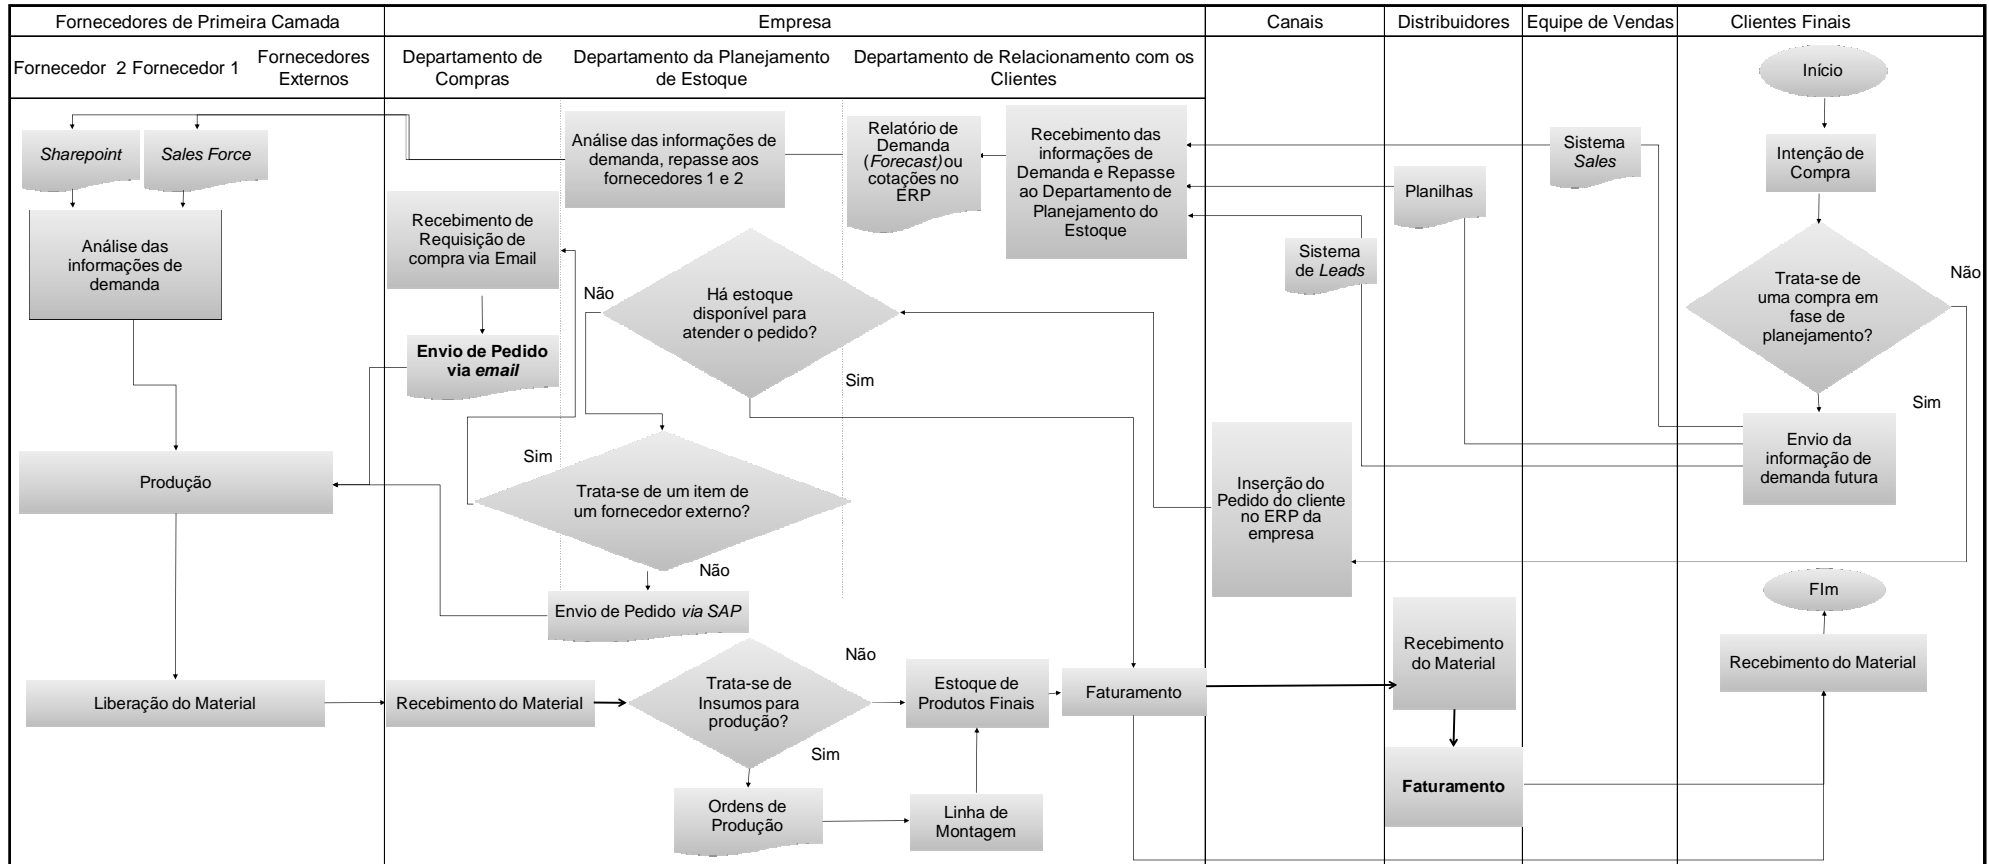 Fornecedores de Primeira Camada
Empresa
Canais
Distribuidores
Equipe de Vendas
Clientes Finais
Fornecedor 2
Fornecedor 1
Fornecedores
Externos
Departamento de
Compras
Departamento da Planejamento
de Estoque
Departamento de Relacionamento com os
Clientes
Início
Sharepoint
Sales Force
Análise das informações de
demanda, repasse aos
fornecedores 1 e 2
Relatório de
Demanda
(Forecast) ou
cotações no
ERP
Recebimento das
informações de
Demanda e Repasse
ao Departamento de
Planejamento do
Estoque
Sistema
Sales
Planilhas
Sistema
de Leads
Intenção de
Compra
Análise das
informações de
demanda
Recebimento de
Requisição de
compra via Email
Não
Há estoque
disponível para
atender o pedido?
Sim
Trata-se de
uma compra em
fase de
planejamento?
Não
Sim
Envio de Pedido
via email
Envio da
informação de
demanda futura
Produção
Sim
Trata-se de um item de
um fornecedor externo?
Não
Inserção do
Pedido do cliente
no ERP da
empresa
Envio de Pedido via SAP
FIm
Liberação do Material
Recebimento do Material
Trata-se de
Insumos para
produção?
Não
Sim
Estoque de
Produtos Finais
Faturamento
Recebimento
do Material
Recebimento do Material
Ordens de
Produção
Linha de
Montagem
Faturamento